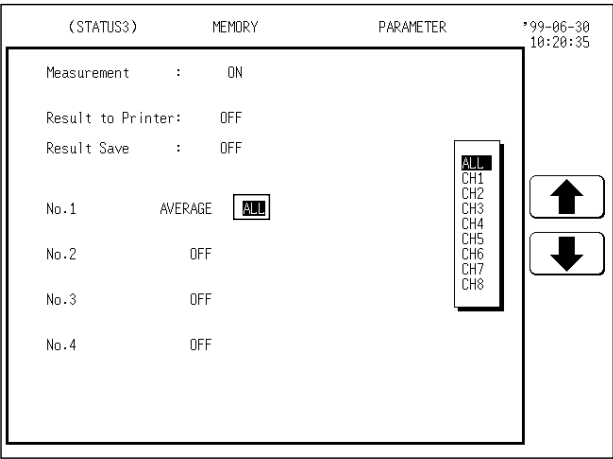 (STATUS3) MEMORY PARAMETER '99-06-30
10:20:35
Measurement : ON
Result to Printer: OFF
Result Save : OFF
ALL
CH1
CH2
CH3
CH4
CH5
CH6
CH7
CH8
No.1 AVERAGE ALL
No.2 OFF
No.3 OFF
No.4 OFF